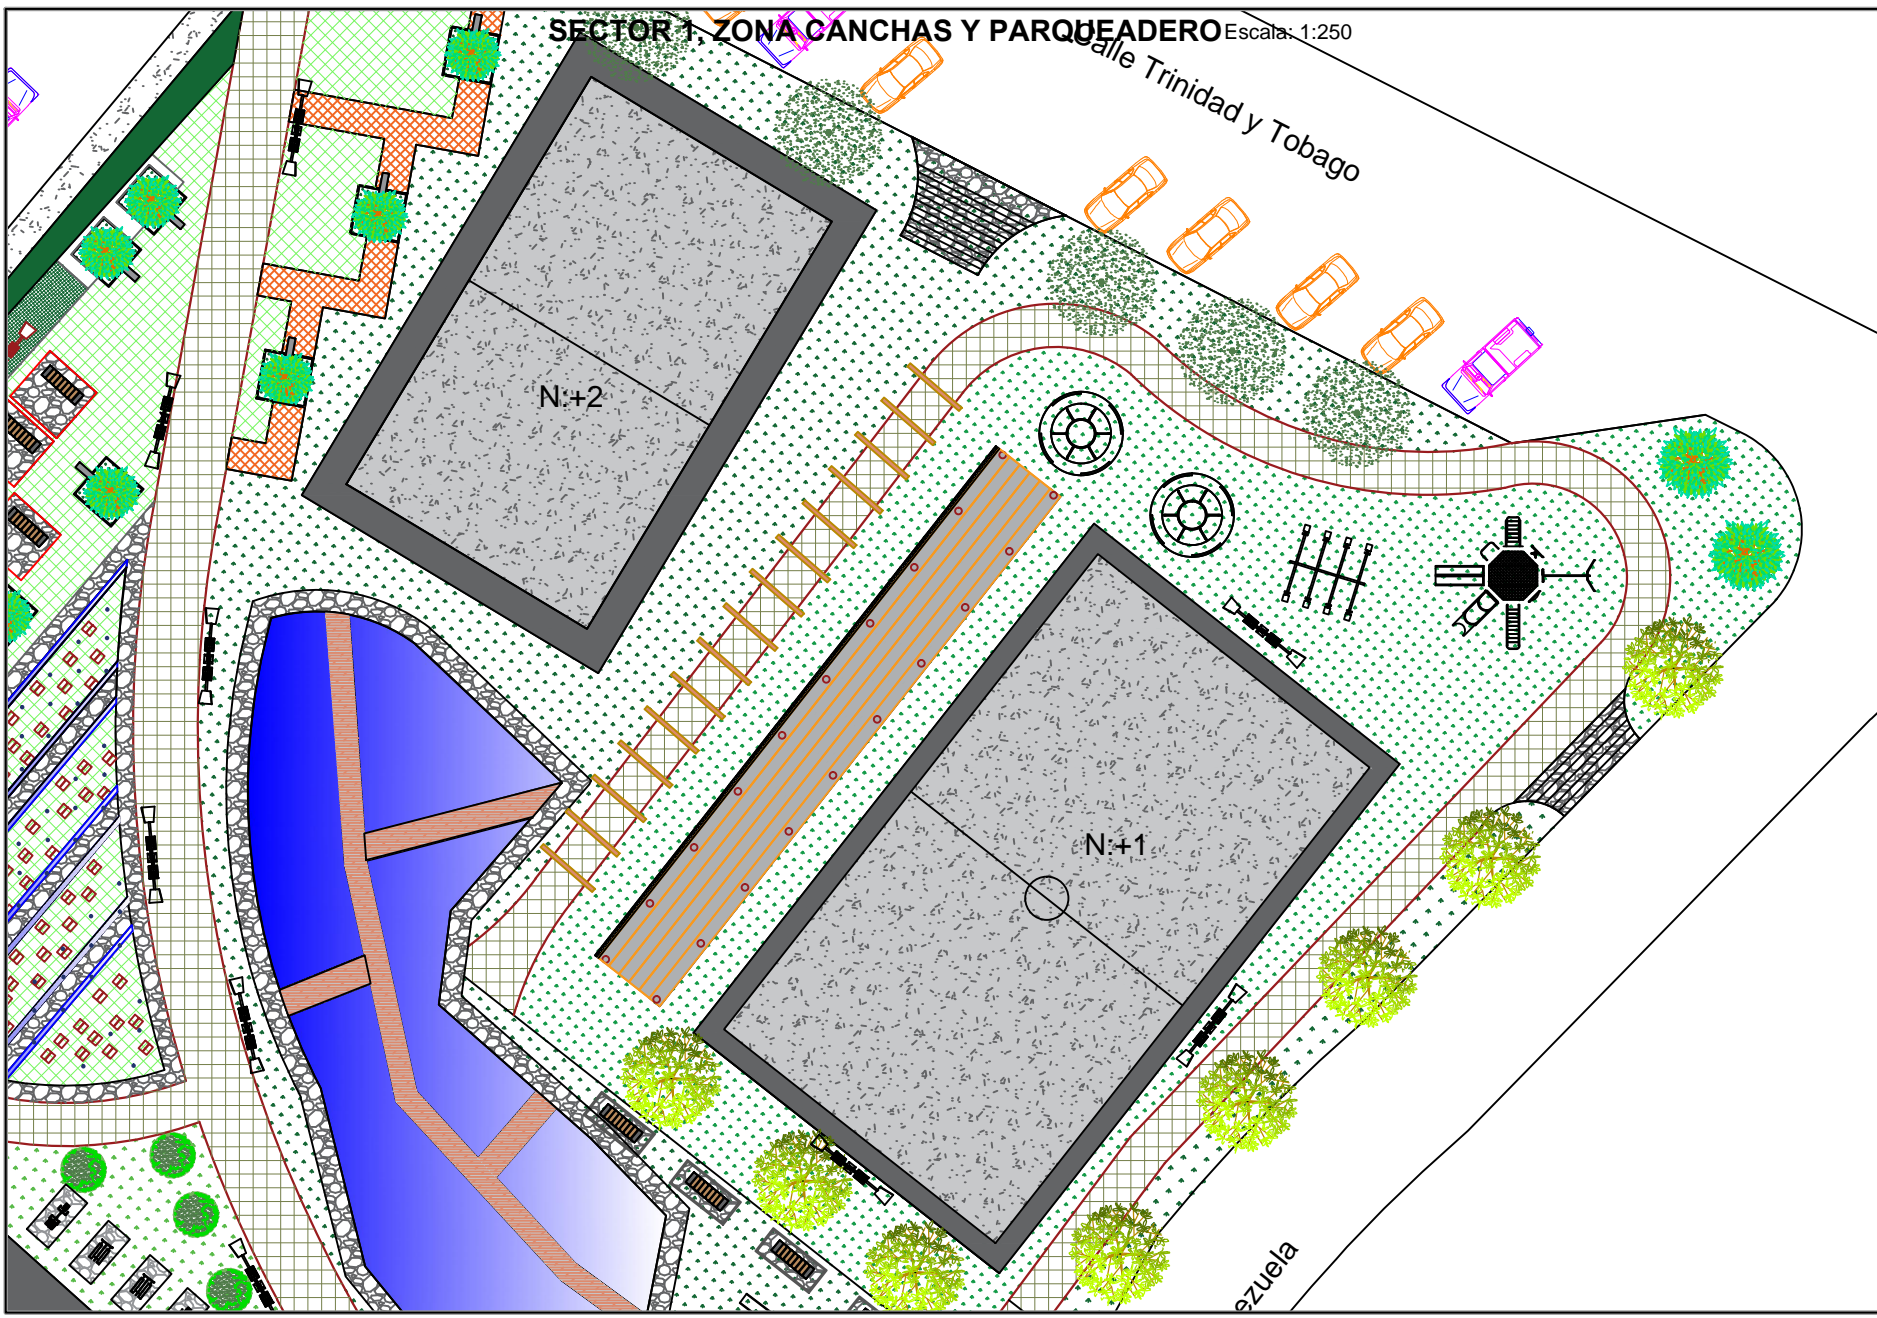 SECTOR 1, ZONA CANCHAS Y PARQUEADERO Escala: 1:250
Calle Trinidad y Tobago
N:+2
N:+1
ezuela